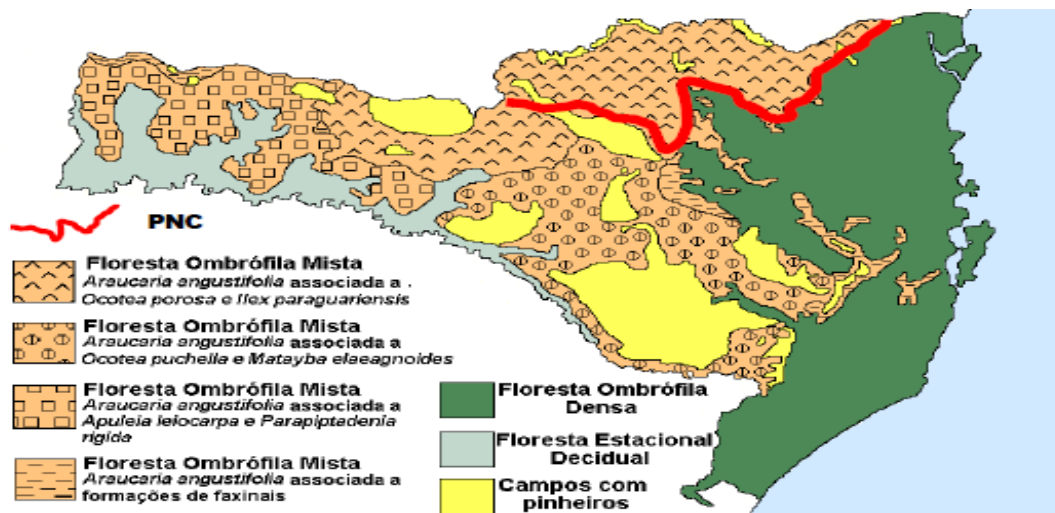 PNC
Floresta Ombrófila Mista
Araucaria angustifolia associada a .
Ocotea porosa e Ilex paraguariensis
Floresta Ombrófila Mista
Araucaria angustifolia associada a
Ocotea puchella e Matayba elaeagnoides
Floresta Ombrófila Mista
Araucaria angustifolia associada a
Apuleia leiocarpa e Parapiptadenia
rigida
Floresta Ombrófila Mista
Araucaria angustifolia associada a
formações de faxinais
Floresta Ombrófila
Densa
Floresta Estacional
Decidual
Campos com
pinheiros